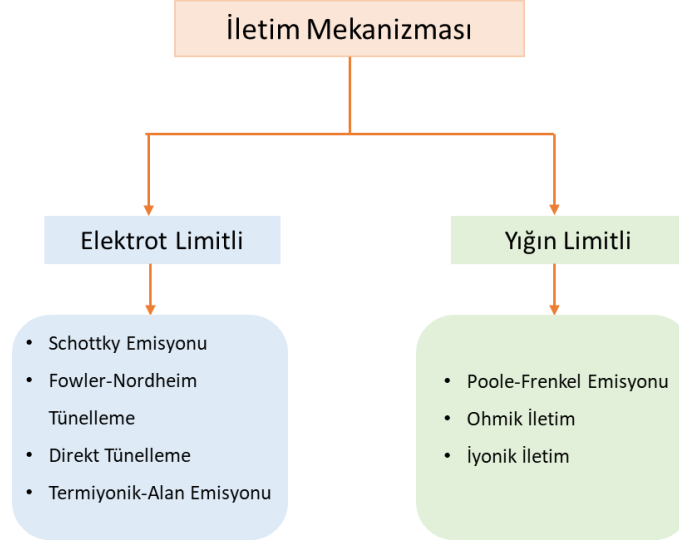 İletim Mekanizması
Elektrot Limitli
Yığın Limitli
• Schottky Emisyonu
• Fowler-Nordheim
Tünelleme
• Direkt Tünelleme
• Termiyonik-Alan Emisyonu
• Poole-Frenkel Emisyonu
• Ohmik İletim
• İyonik İletim